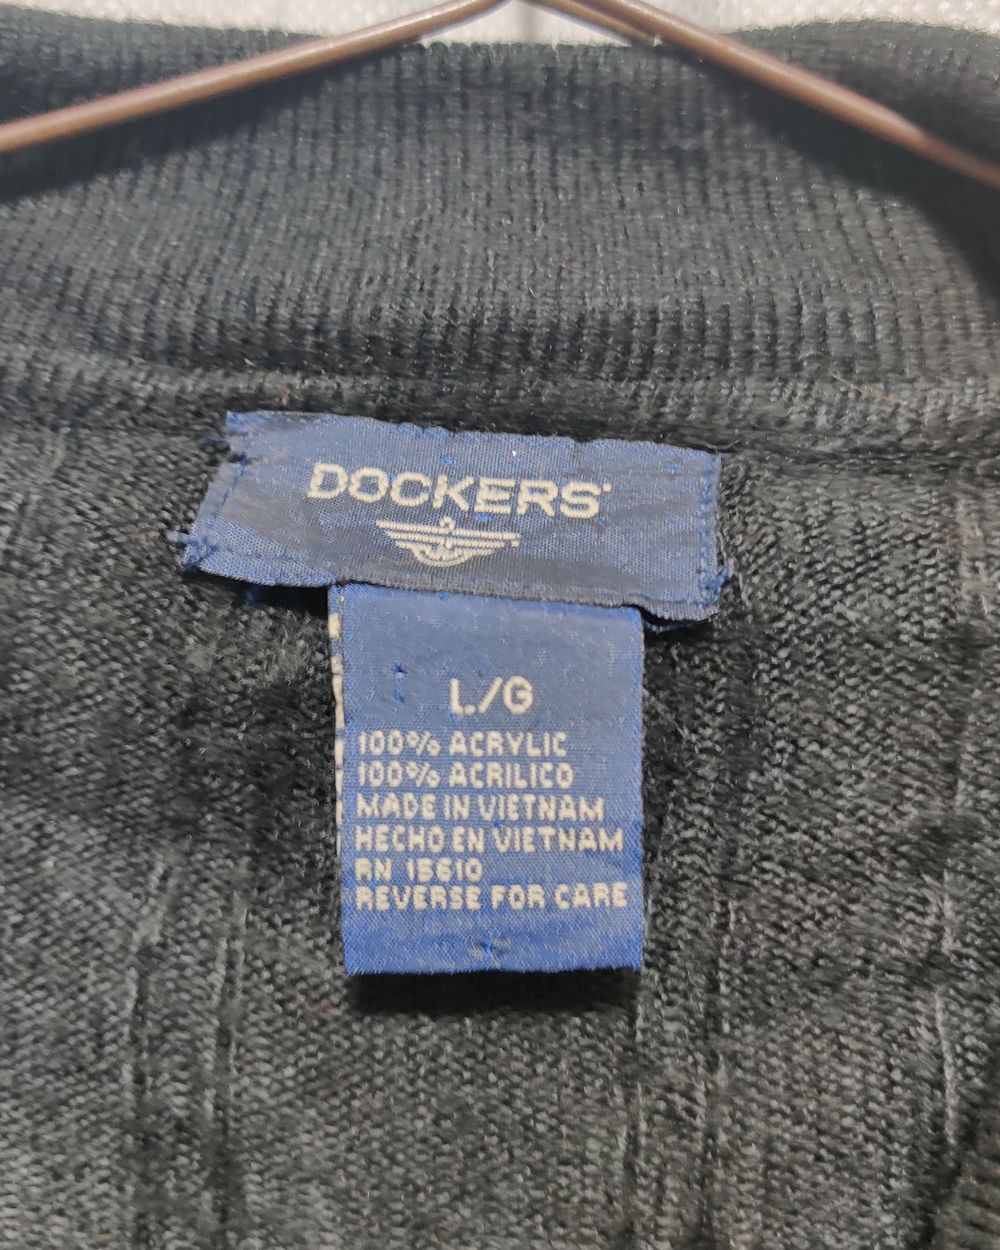 DOCKERS
L/G
100% ACRYLIC
100% ACRILICO
MADE IN VIETNAM
HECHO EN VIETNAM
RN 15610
REVERSE FOR CARE